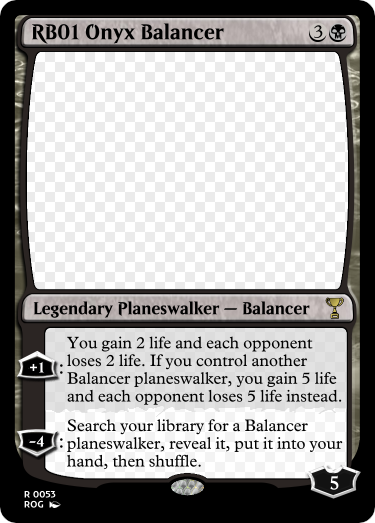 RB01 Onyx Balancer 3
Legendary Planeswalker — Balancer
+1: You gain 2 life and each opponent
loses 2 life. If you control another
Balancer planeswalker, you gain 5 life
and each opponent loses 5 life instead.
-4: Search your library for a Balancer
planeswalker, reveal it, put it into your
hand, then shuffle.
5
R 0053
ROG